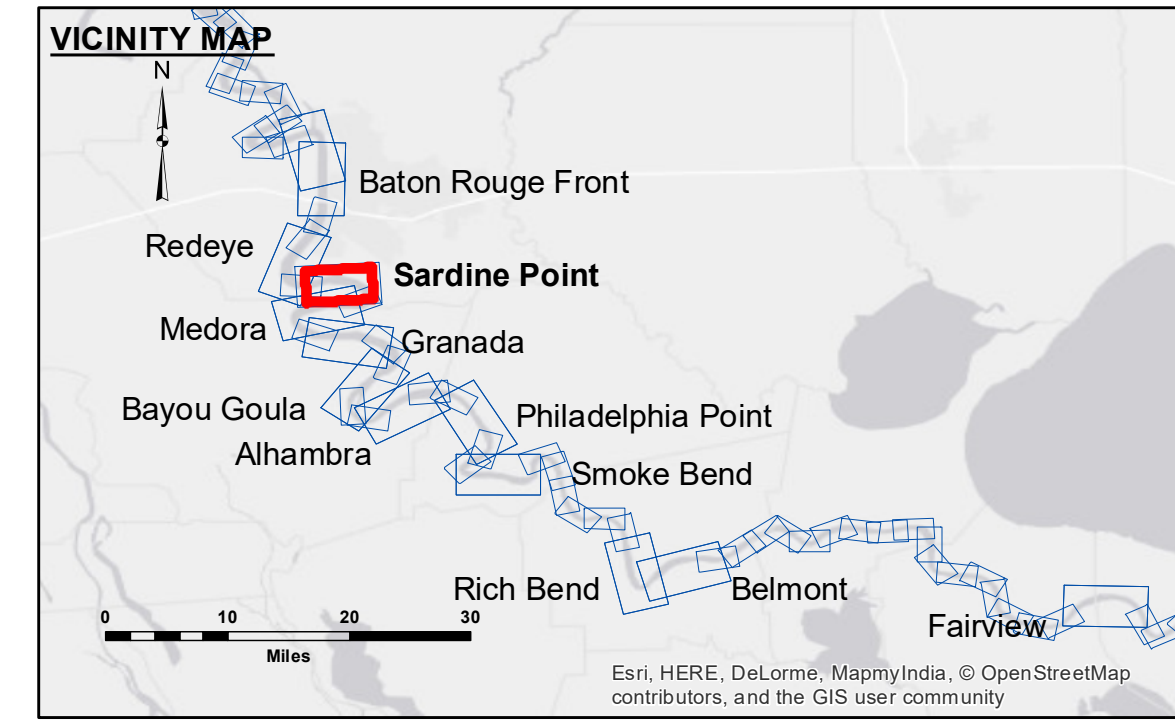 VICINITY MAP
N
Baton Rouge Front
Redeye
Sardine Point
Medora
Granada
Bayou Goula
Philadelphia Point
Alhambra
Smoke Bend
Rich Bend
Belmont
Fairview
0 10 20 30
Miles
Esri, HERE, DeLorme, MapmyIndia, © OpenStreetMap
contributors, and the GIS user community